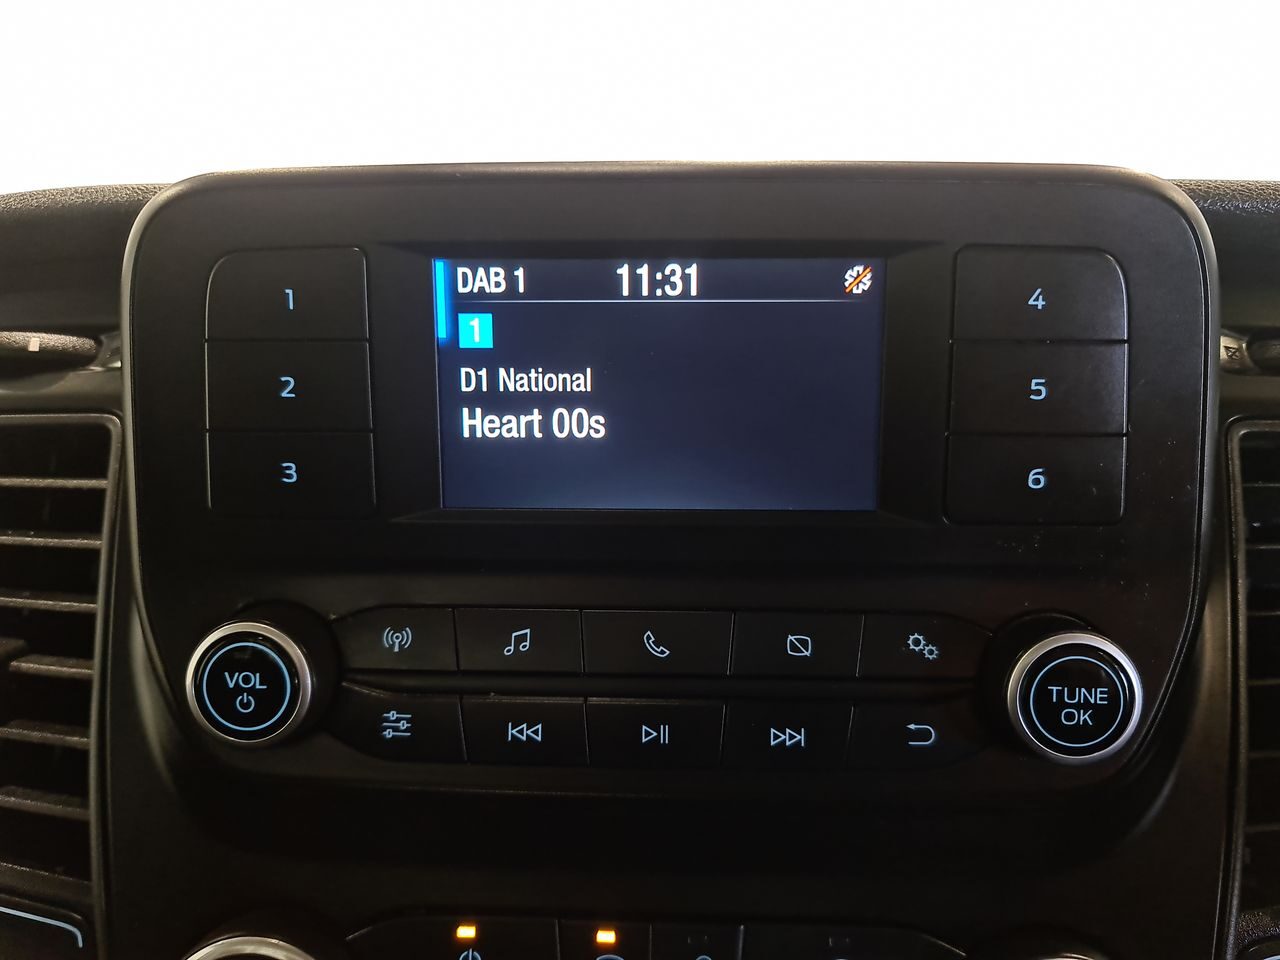 DAB 1 11:31
1
D1 National
Heart 00s
1
2
3
4
5
6
VOL
TUNE
OK